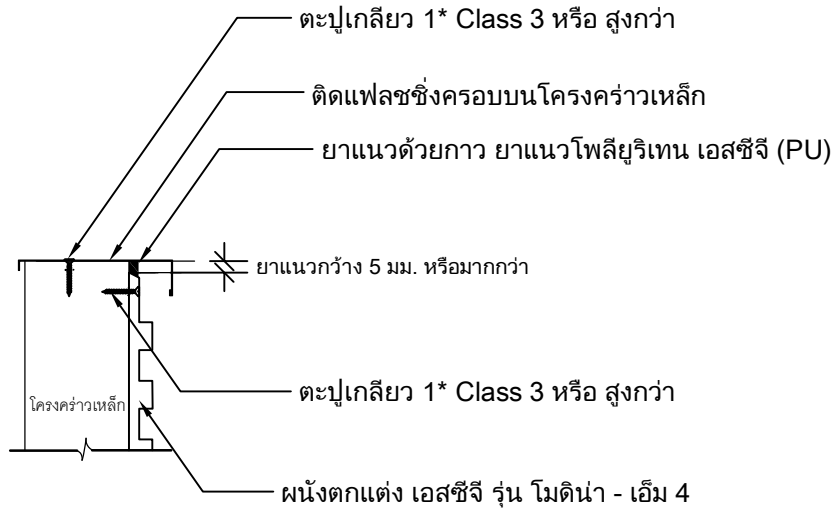 ตะปูเกลียว 1* Class 3 หรือ สูงกว่า
ติดแฟลชชิ่งครอบบนโครงคร่าวเหล็ก
ยาแนวด้วยกาว ยาแนวโพลียูริเทน เอสซีจี (PU)
ยาแนวกว้าง 5 มม. หรือมากกว่า
ตะปูเกลียว 1* Class 3 หรือ สูงกว่า
โครงคร่าวเหล็ก
ผนังตกแต่ง เอสซีจี รุ่น โมดิน่า - เอ็ม 4